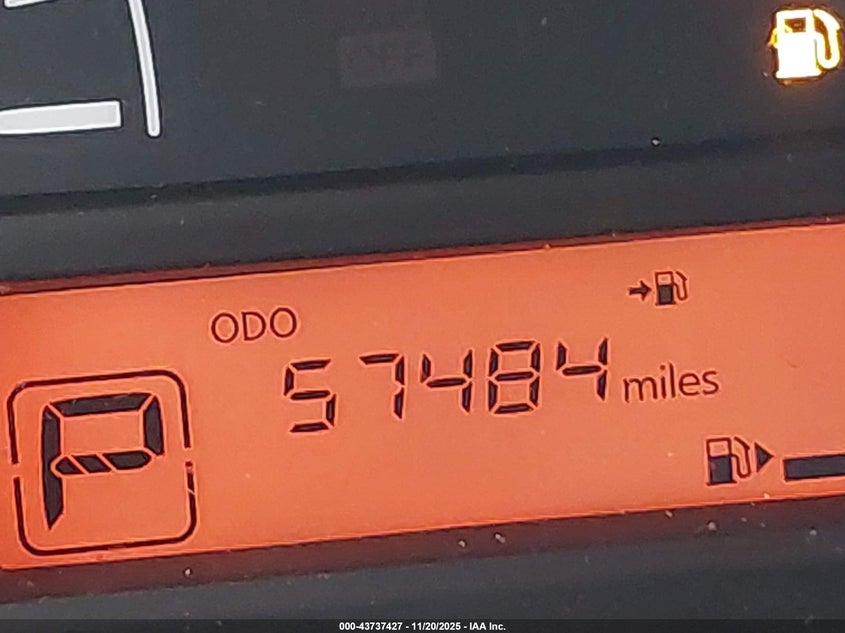 ODO
57484 miles
P
000-43737427 - 11/20/2025 - IAA Inc.